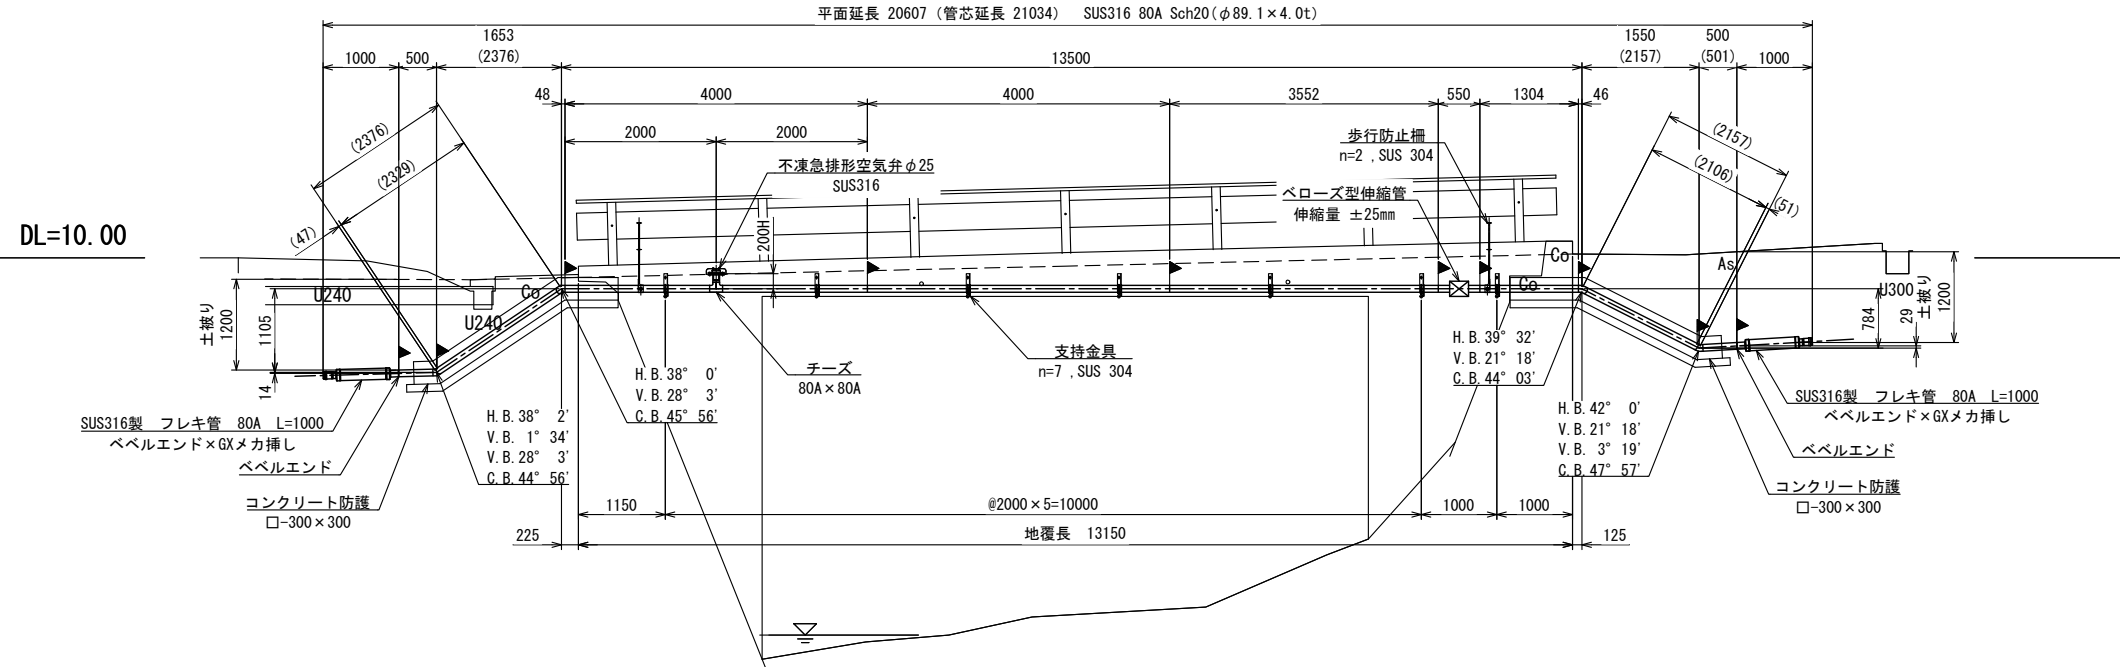 平面延長 20607 (管芯延長 21034) SUS316 80A Sch20(φ89.1×4.0t)
1653
1550
500
1000
500
(2376)
13500
(2157)
(501)
1000
48
4000
4000
3552
550
1304
46
(2376)
(2329)
(47)
2000
2000
歩行防止柵
n=2 , SUS 304
(2157)
(2106)
(51)
不凍急排形空気弁φ25
SUS316
ベローズ型伸縮管
伸縮量 ±25mm
DL=10.00
200H
Co
As
U240
Co
U240
Co
U300
土被り
1200
1105
14
784
29
土被り
1200
チーズ
80A×80A
支持金具
n=7 , SUS 304
H.B.39° 32'
V.B.21° 18'
C.B.44° 03'
H.B.38° 0'
V.B.28° 3'
C.B.45° 56'
SUS316製 フレキ管 80A L=1000
ベベルエンド×GXメカ挿し
ベベルエンド
コンクリート防護
□-300×300
H.B.38° 2'
V.B. 1° 34'
V.B.28° 3'
C.B.44° 56'
H.B.42° 0'
V.B.21° 18'
V.B. 3° 19'
C.B.47° 57'
SUS316製 フレキ管 80A L=1000
ベベルエンド×GXメカ挿し
ベベルエンド
コンクリート防護
□-300×300
1150
@2000×5=10000
1000
1000
225
地覆長 13150
125